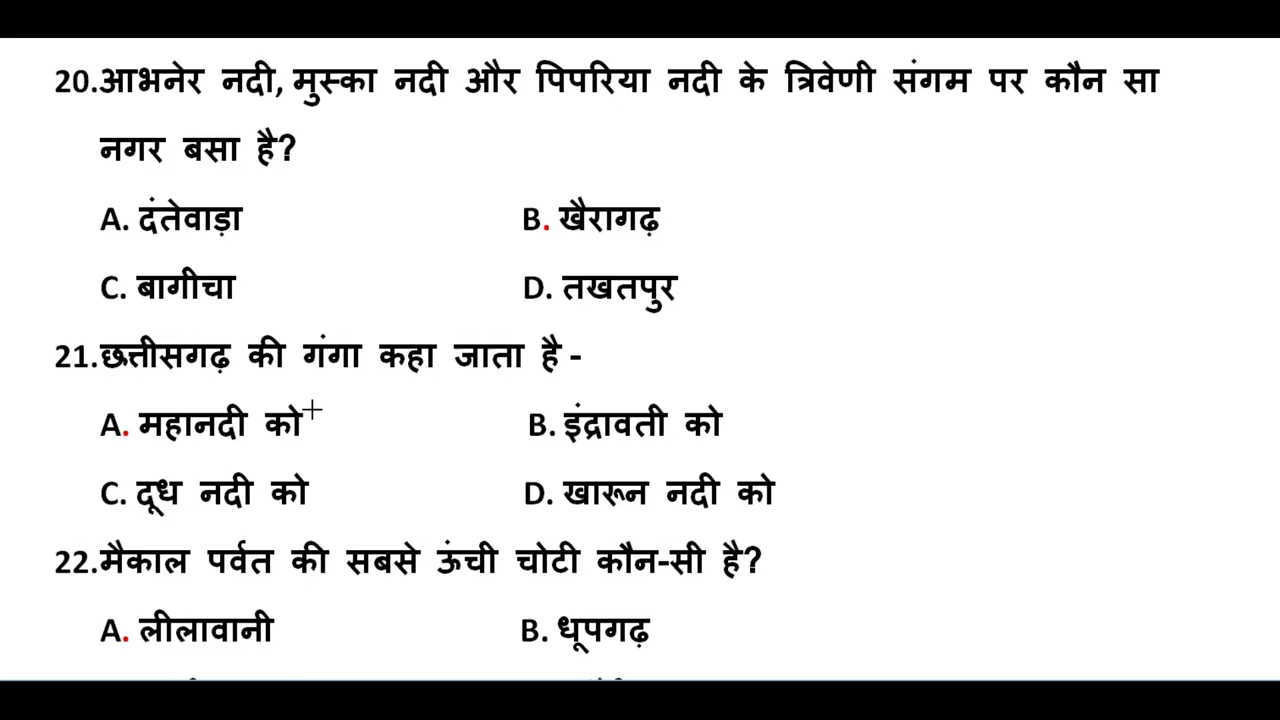 20.आभनेर नदी, मुस्का नदी और पिपरिया नदी के त्रिवेणी संगम पर कौन सा
नगर बसा है?
A. दंतेवाड़ा B. खैरागढ़
C. बागीचा D. तखतपुर
21.छत्तीसगढ़ की गंगा कहा जाता है -
A. महानदी को B. इंद्रावती को
C. दूध नदी को D. खारून नदी को
22.मैकाल पर्वत की सबसे ऊंची चोटी कौन-सी है?
A. लीलावानी B. धूपगढ़